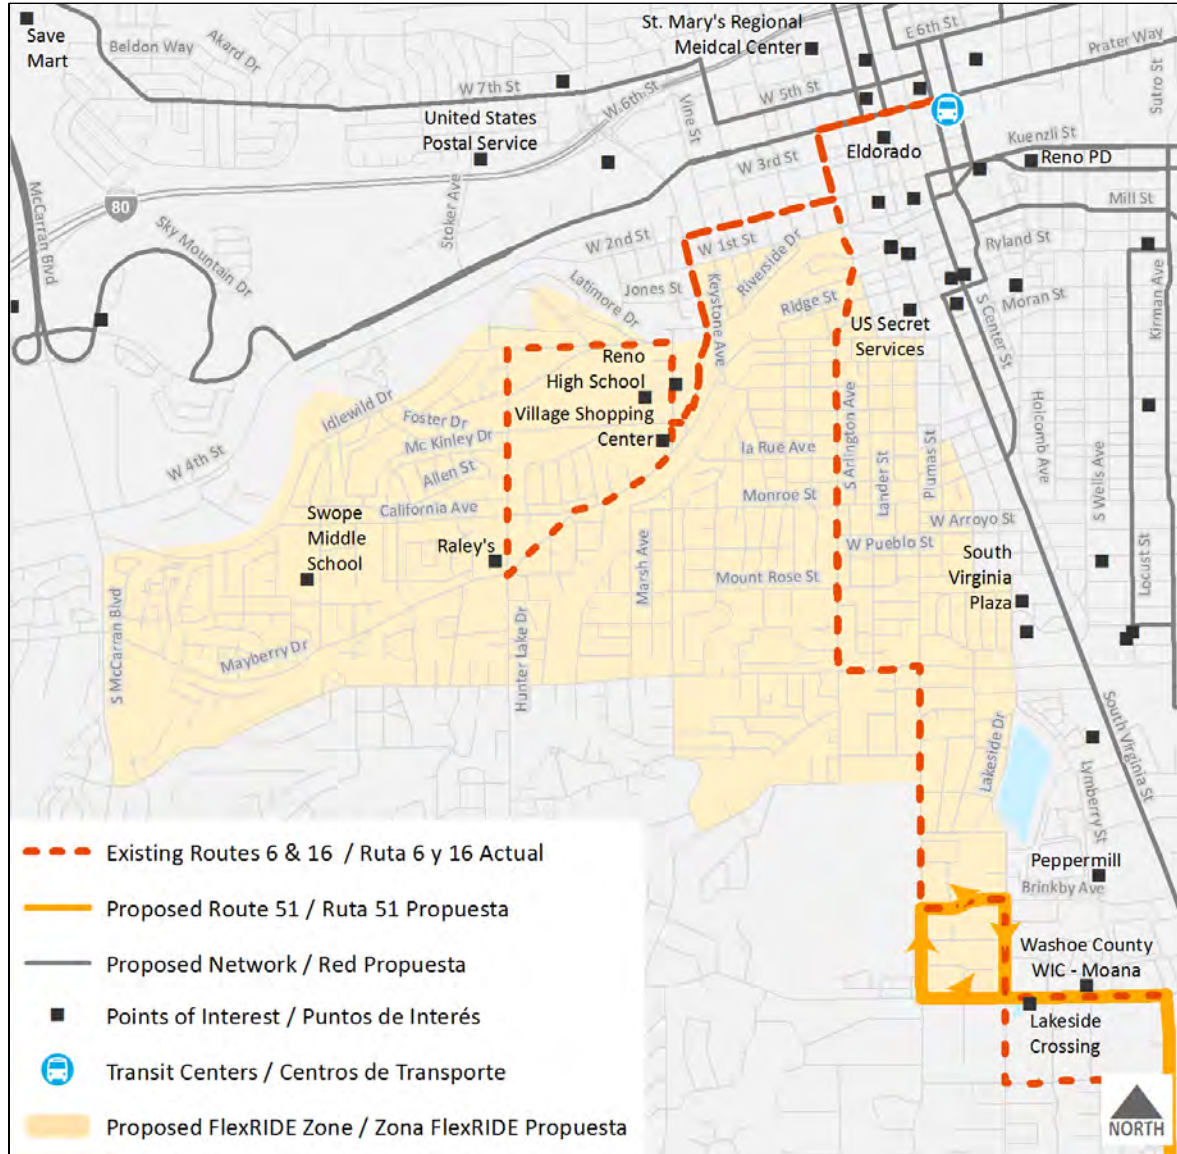 Save
Mart
Beldon Way
Akard Dr
St. Mary's Regional
Meidcal Center
E 6th St
Prater Way
Sutro St
W 7th St
W 6th St
W 5th St
Vine St
United States
Postal Service
Eldorado
Kuenzli St
Reno PD
W 3rd St
McCarran Blvd
80
Stoker Ave
Sky Mountain Dr
Mill St
W 2nd St
W 1st St
Riverside Dr
Ryland St
Latimore Dr
Jones St
Keystone Ave
Ridge St
Moran St
Kirman Ave
S Center St
US Secret
Services
Reno
High School
Idlewild Dr
Foster Dr
Village Shopping
Center
Mc Kinley Dr
la Rue Ave
S Arlington Ave
Lander St
Plumas St
Holcomb Ave
S Wells Ave
W 4th St
Allen St
California Ave
Monroe St
W Arroyo St
Swope
Middle
School
Raley's
W Pueblo St
South
Virginia
Plaza
Locust St
Marsh Ave
Mount Rose St
S McCarran Blvd
Mayberry Dr
Hunter Lake Dr
Lakeside Dr
South Virginia St
Lymberry St
Peppermill
Brinkby Ave
Washoe County
WIC - Moana
Lakeside
Crossing
Existing Routes 6 & 16 / Ruta 6 y 16 Actual
Proposed Route 51 / Ruta 51 Propuesta
Proposed Network / Red Propuesta
Points of Interest / Puntos de Interés
Transit Centers / Centros de Transporte
Proposed FlexRIDE Zone / Zona FlexRIDE Propuesta
NORTH